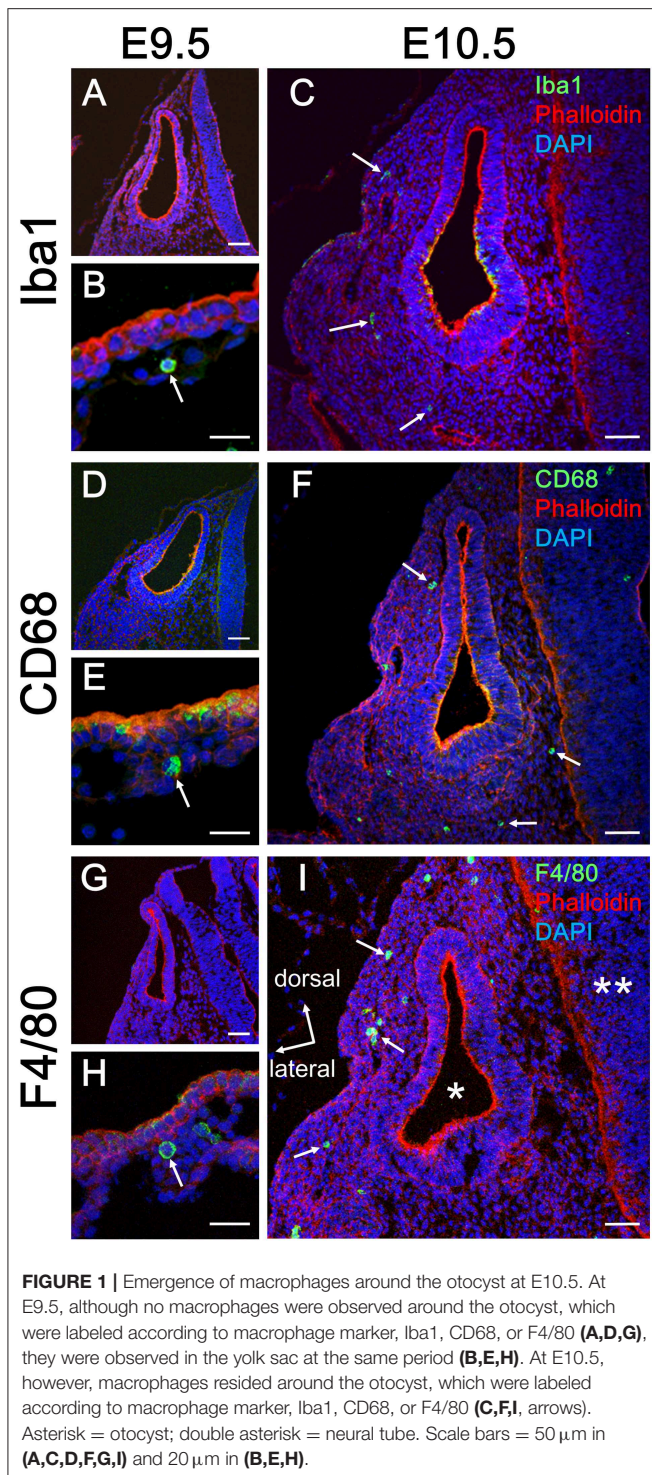 E9.5 E10.5
Iba1
A
B
C
Iba1
Phalloidin
DAPI
CD68
D
E
F
CD68
Phalloidin
DAPI
F4/80
G
H
I
F4/80
Phalloidin
DAPI
dorsal
lateral
*
**
FIGURE 1 | Emergence of macrophages around the otocyst at E10.5. At
E9.5, although no macrophages were observed around the otocyst, which
were labeled according to macrophage marker, Iba1, CD68, or F4/80 (A,D,G),
they were observed in the yolk sac at the same period (B,E,H). At E10.5,
however, macrophages resided around the otocyst, which were labeled
according to macrophage marker, Iba1, CD68, or F4/80 (C,F,I, arrows).
Asterisk = otocyst; double asterisk = neural tube. Scale bars = 50 μm in
(A,C,D,F,G,I) and 20 μm in (B,E,H).